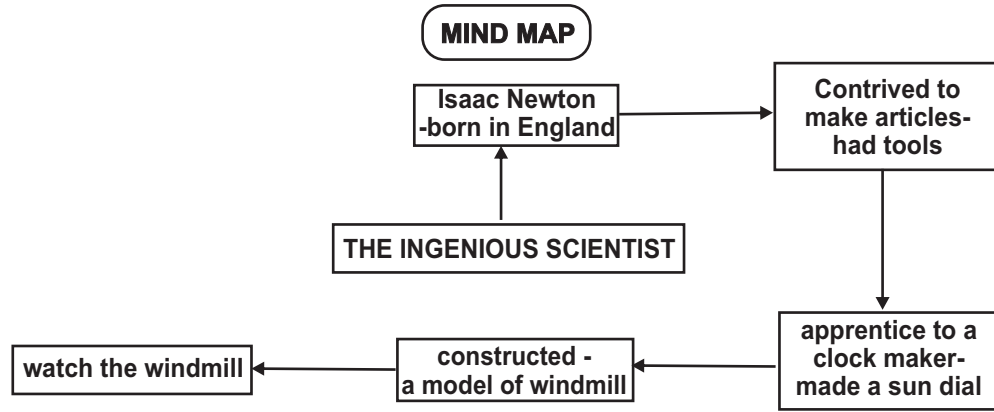 MIND MAP
Isaac Newton
-born in England
Contrived to
make articles-
had tools
THE INGENIOUS SCIENTIST
apprentice to a
clock maker-
made a sun dial
constructed -
a model of windmill
watch the windmill